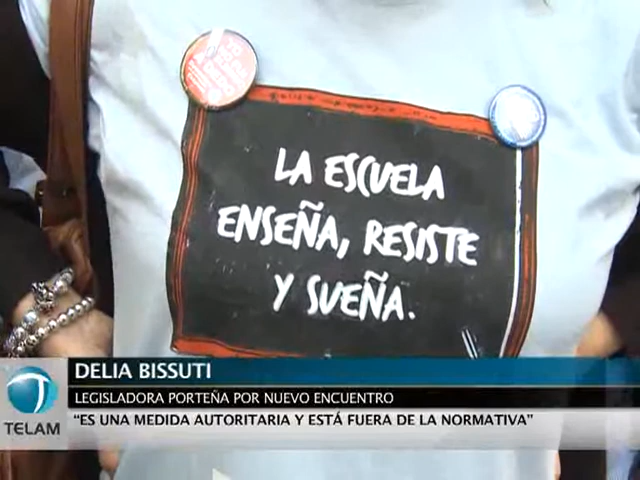 LA ESCUELA
ENSEÑA, RESISTE
Y SUEÑA.
DELIA BISSUTI
LEGISLADORA PORTEÑA POR NUEVO ENCUENTRO
"ES UNA MEDIDA AUTORITARIA Y ESTÁ FUERA DE LA NORMATIVA"
TELAM